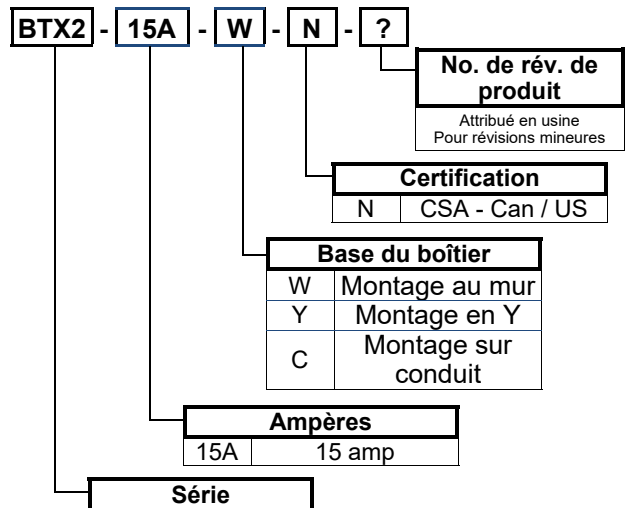 BTX2 - 15A - W - N - ?
No. de rév. de
produit
Attribué en usine
Pour révisions mineures
Certification
N CSA - Can / US
Base du boîtier
W Montage au mur
Y Montage en Y
C Montage sur
conduit
Ampères
15A 15 amp
Série